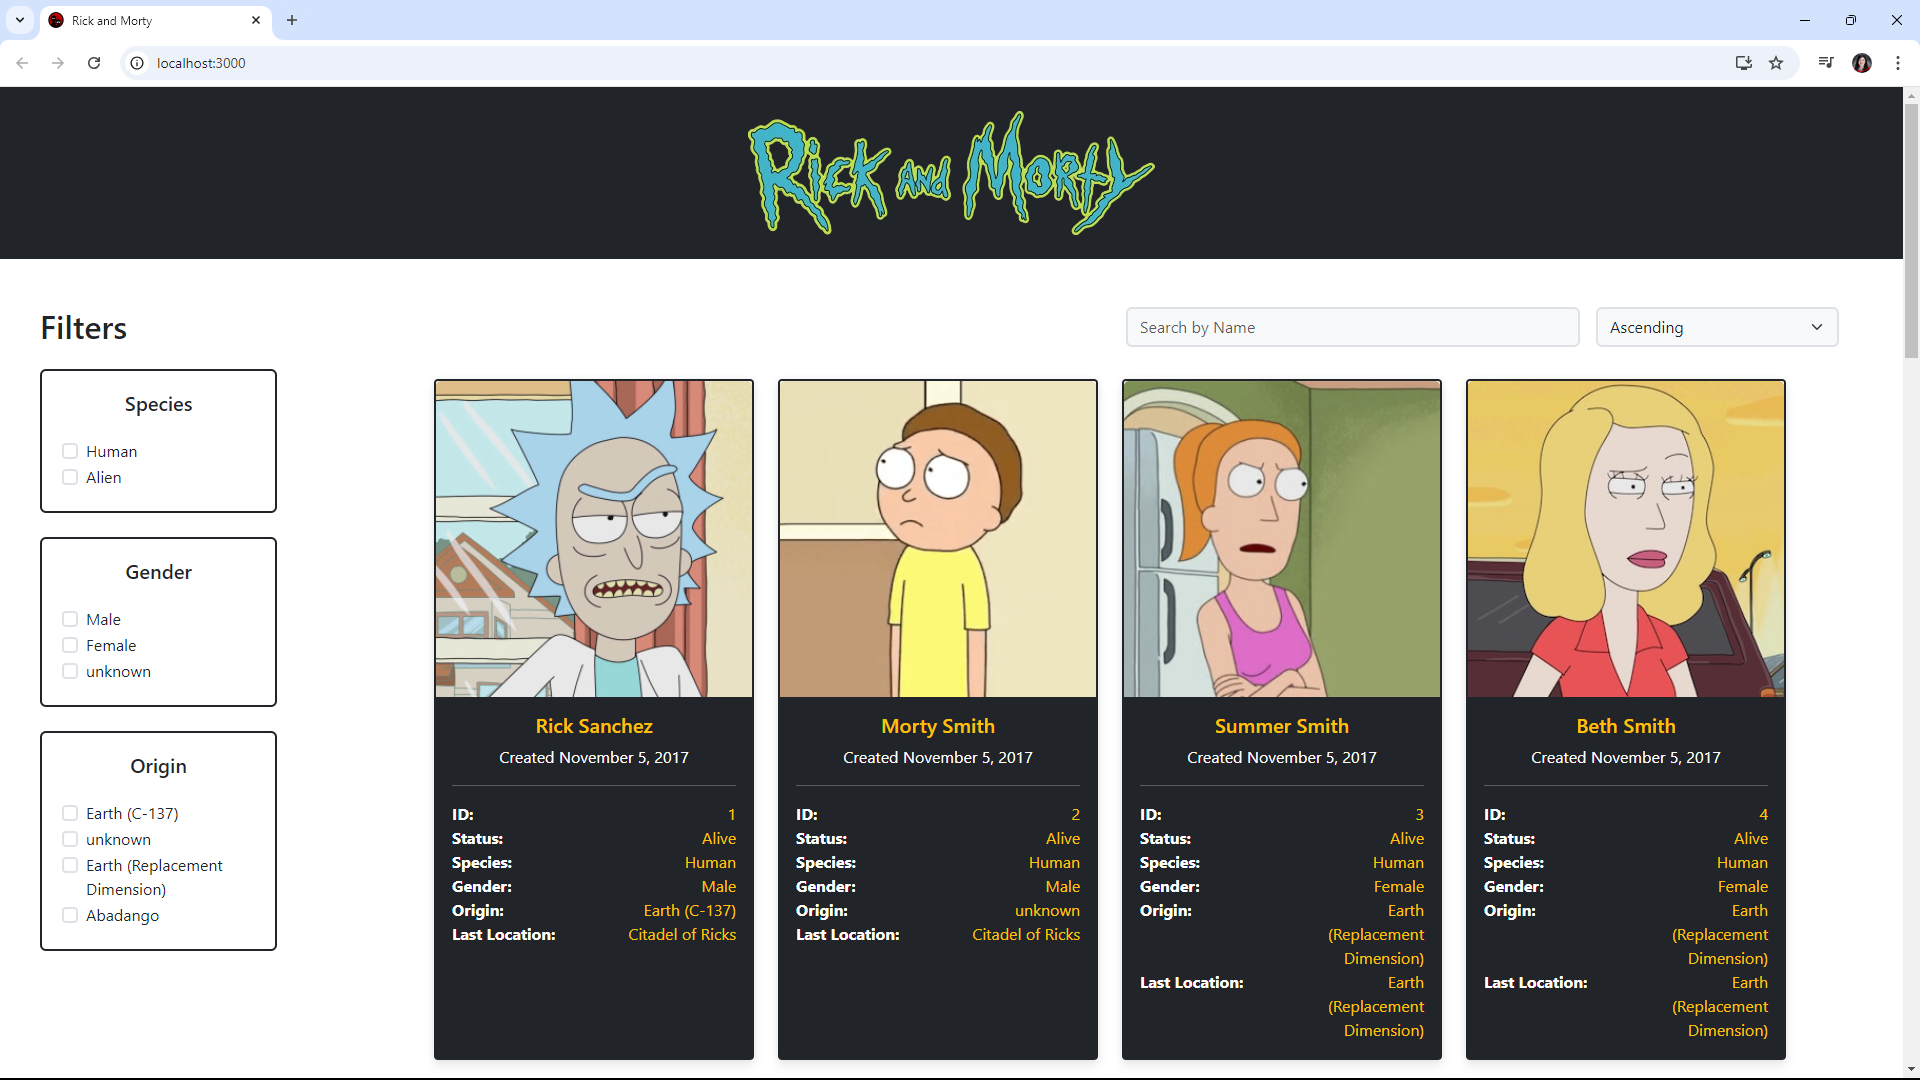 Rick and Morty
localhost:3000
Rick and Morty
Filters
Search by Name
Ascending
Species
Human
Alien
Gender
Male
Female
unknown
Origin
Earth (C-137)
unknown
Earth (Replacement
Dimension)
Abadango
Rick Sanchez
Created November 5, 2017
ID: 1
Status: Alive
Species: Human
Gender: Male
Origin: Earth (C-137)
Last Location: Citadel of Ricks
Morty Smith
Created November 5, 2017
ID: 2
Status: Alive
Species: Human
Gender: Male
Origin: unknown
Last Location: Citadel of Ricks
Summer Smith
Created November 5, 2017
ID: 3
Status: Alive
Species: Human
Gender: Female
Origin: Earth
(Replacement
Dimension)
Last Location: Earth
(Replacement
Dimension)
Beth Smith
Created November 5, 2017
ID: 4
Status: Alive
Species: Human
Gender: Female
Origin: Earth
(Replacement
Dimension)
Last Location: Earth
(Replacement
Dimension)